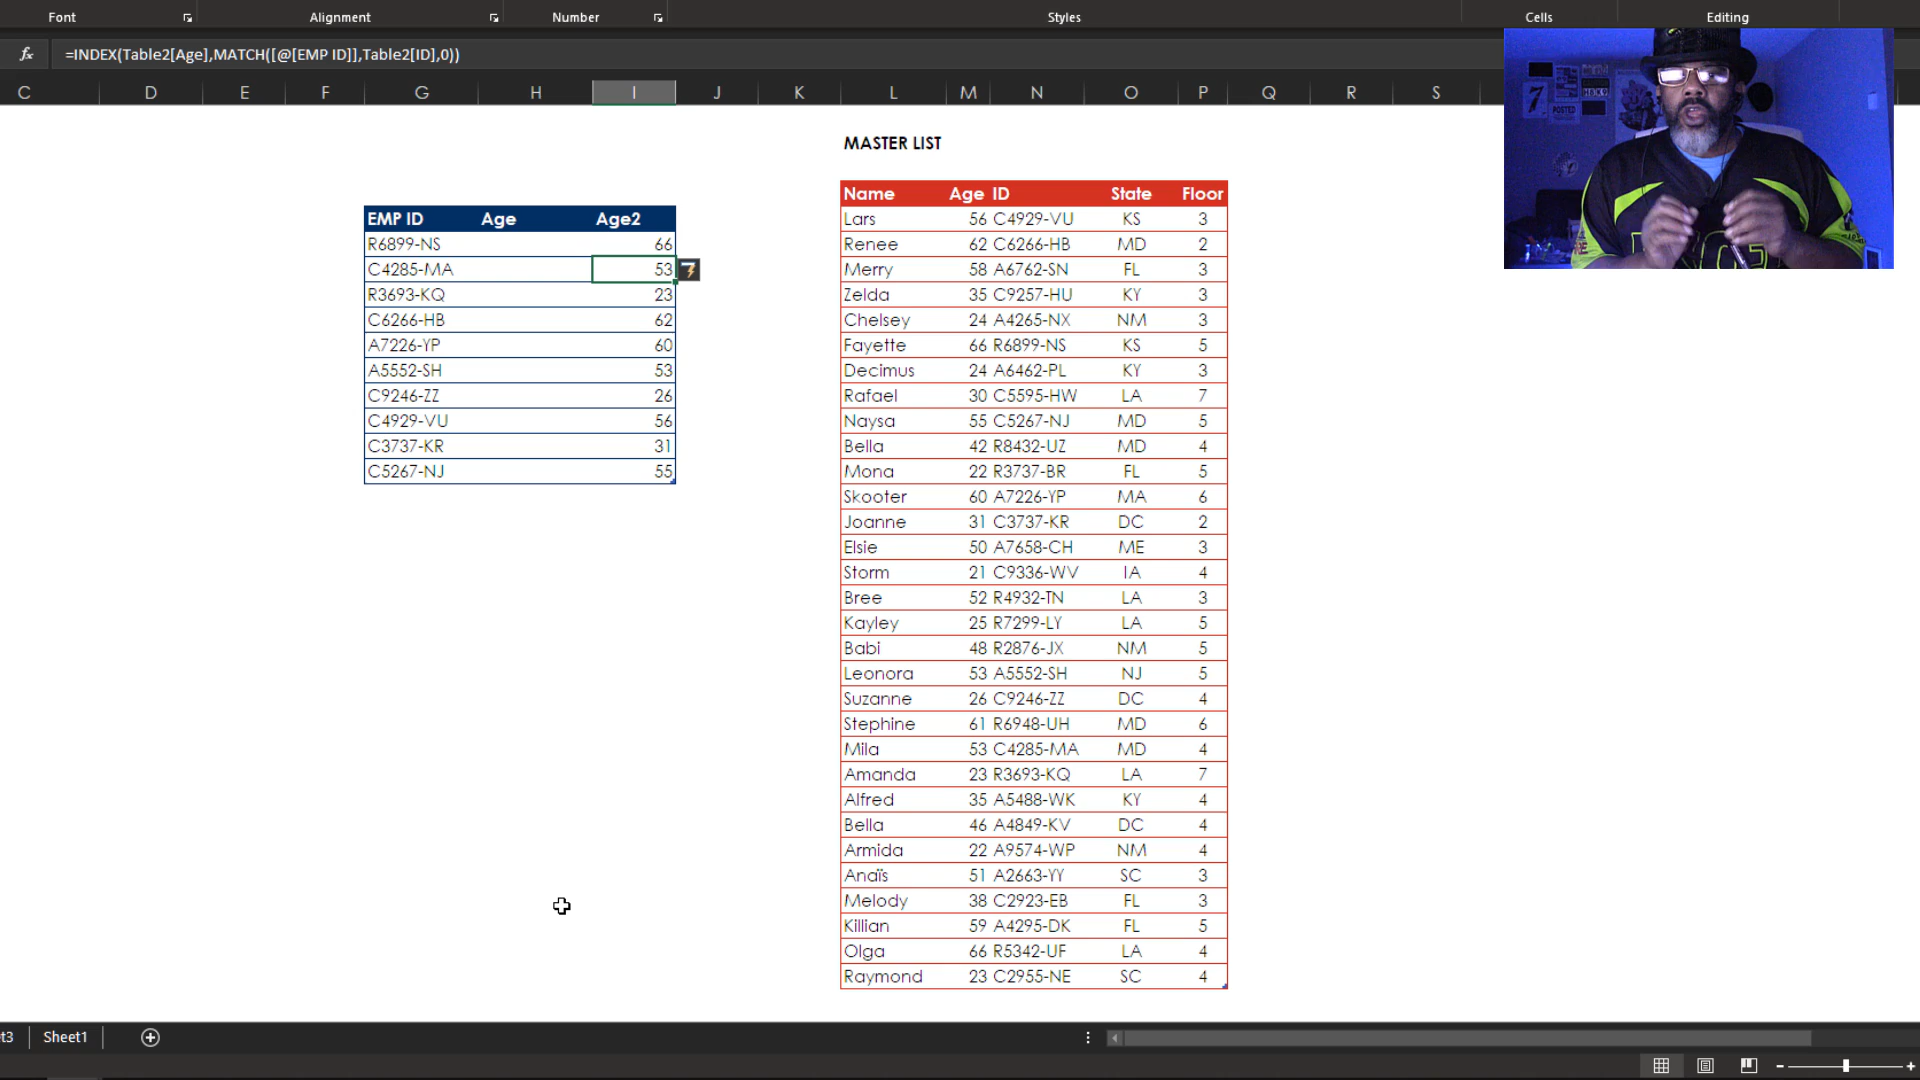 Font Alignment Number Styles Cells Editing
fx =INDEX(Table2[Age],MATCH([@[EMP ID]],Table2[ID],0))
C D E F G H I J K L M N O P Q R S
MASTER LIST
EMP ID Age Age2
R6899-NS 66
C4285-MA 53
R3693-KQ 23
C6266-HB 62
A7226-YP 60
A5552-SH 53
C9246-ZZ 26
C4929-VU 56
C3737-KR 31
C5267-NJ 55
Name Age ID State Floor
Lars 56 C4929-VU KS 3
Renee 62 C6266-HB MD 2
Merry 58 A6762-SN FL 3
Zelda 35 C9257-HU KY 3
Chelsey 24 A4265-NX NM 3
Fayette 66 R6899-NS KS 5
Decimus 24 A6462-PL KY 3
Rafael 30 C5595-HW LA 7
Naysa 55 C5267-NJ MD 5
Bella 42 R8432-UZ MD 4
Mona 22 R3737-BR FL 5
Skooter 60 A7226-YP MA 6
Joanne 31 C3737-KR DC 2
Elsie 50 A7658-CH ME 3
Storm 21 C9336-WV IA 4
Bree 52 R4932-TN LA 3
Kayley 25 R7299-LY LA 5
Babi 48 R2876-JX NM 5
Leonora 53 A5552-SH NJ 5
Suzanne 26 C9246-ZZ DC 4
Stephine 61 R6948-UH MD 6
Mila 53 C4285-MA MD 4
Amanda 23 R3693-KQ LA 7
Alfred 35 A5488-WK KY 4
Bella 46 A4849-KV DC 4
Armida 22 A9574-WP NM 4
Anaïs 51 A2663-YY SC 3
Melody 38 C2923-EB FL 3
Killian 59 A4295-DK FL 5
Olga 66 R5342-UF LA 4
Raymond 23 C2955-NE SC 4
7
POSTED
t3 Sheet1